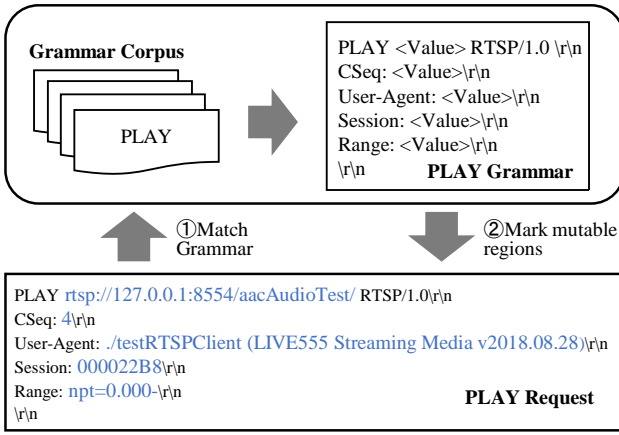 Grammar Corpus
PLAY
PLAY <Value> RTSP/1.0 \r\n
CSeq: <Value>\r\n
User-Agent: <Value>\r\n
Session: <Value>\r\n
Range: <Value>\r\n
\r\n
PLAY Grammar
①Match
Grammar
②Mark mutable
regions
PLAY rtsp://127.0.0.1:8554/aacAudioTest/ RTSP/1.0\r\n
CSeq: 4\r\n
User-Agent: ./testRTSPClient (LIVE555 Streaming Media v2018.08.28)\r\n
Session: 000022B8\r\n
Range: npt=0.000-\r\n
\r\n
PLAY Request